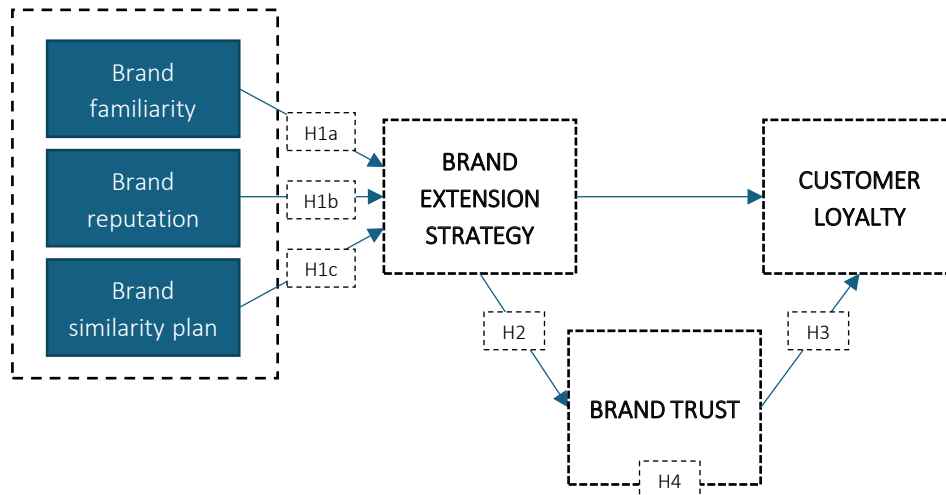 Brand
familiarity
H1a
Brand
reputation
H1b
Brand
similarity plan
H1c
BRAND
EXTENSION
STRATEGY
CUSTOMER
LOYALTY
H2
H3
BRAND TRUST
H4